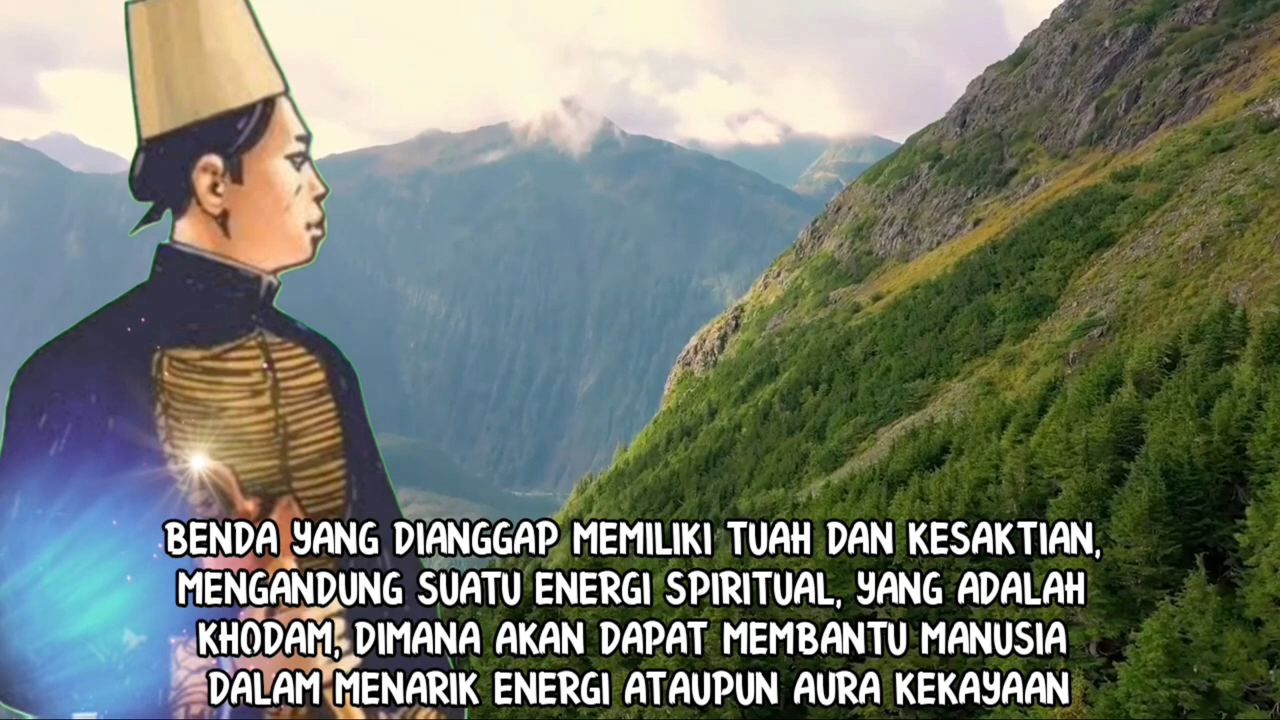 BENDA YANG DIANGGAP MEMILIKI TUAH DAN KESAKTIAN,
MENGANDUNG SUATU ENERGI SPIRITUAL, YANG ADALAH
KHODAM, DIMANA AKAN DAPAT MEMBANTU MANUSIA
DALAM MENARIK ENERGI ATAUPUN AURA KEKAYAAN